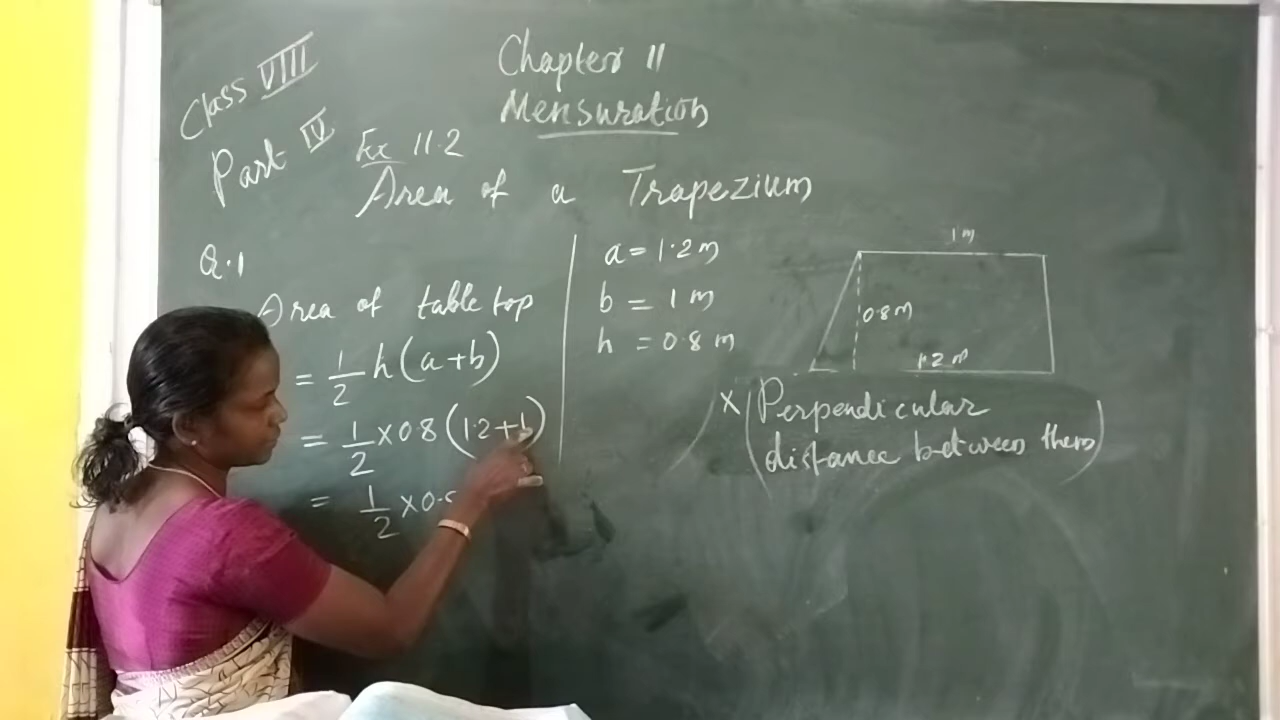 Class VIII
Part IV
Chapter 11
Mensuration
Ex 11.2
Area of a Trapezium
Q.1
Area of table top
= 1/2 h(a+b)
= 1/2 × 0.8 (1.2+1)
= 1/2 × 0.8
a = 1.2 m
b = 1 m
h = 0.8 m
1 m
0.8 m
1.2 m
× (Perpendicular
distance between them)